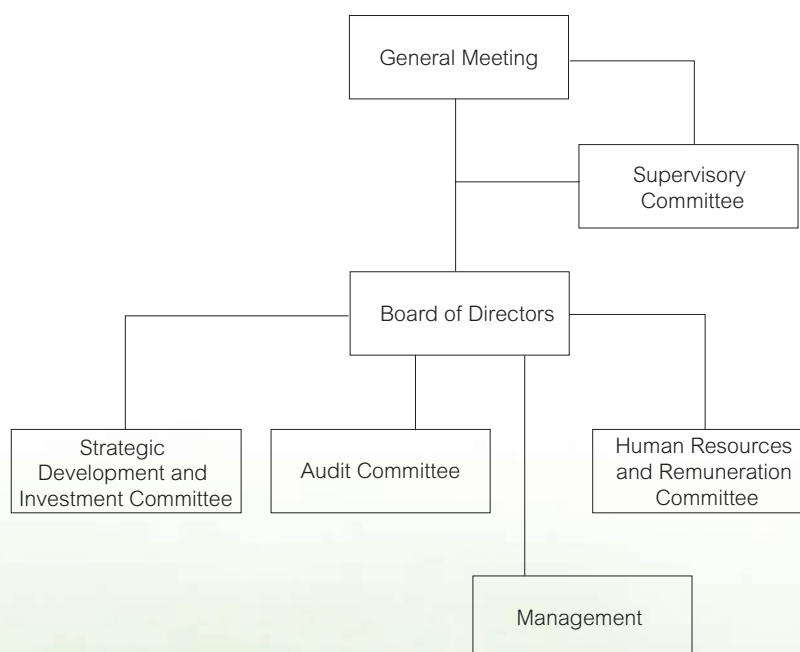 General Meeting
Supervisory
Committee
Board of Directors
Strategic
Development and
Investment Committee
Audit Committee
Human Resources
and Remuneration
Committee
Management